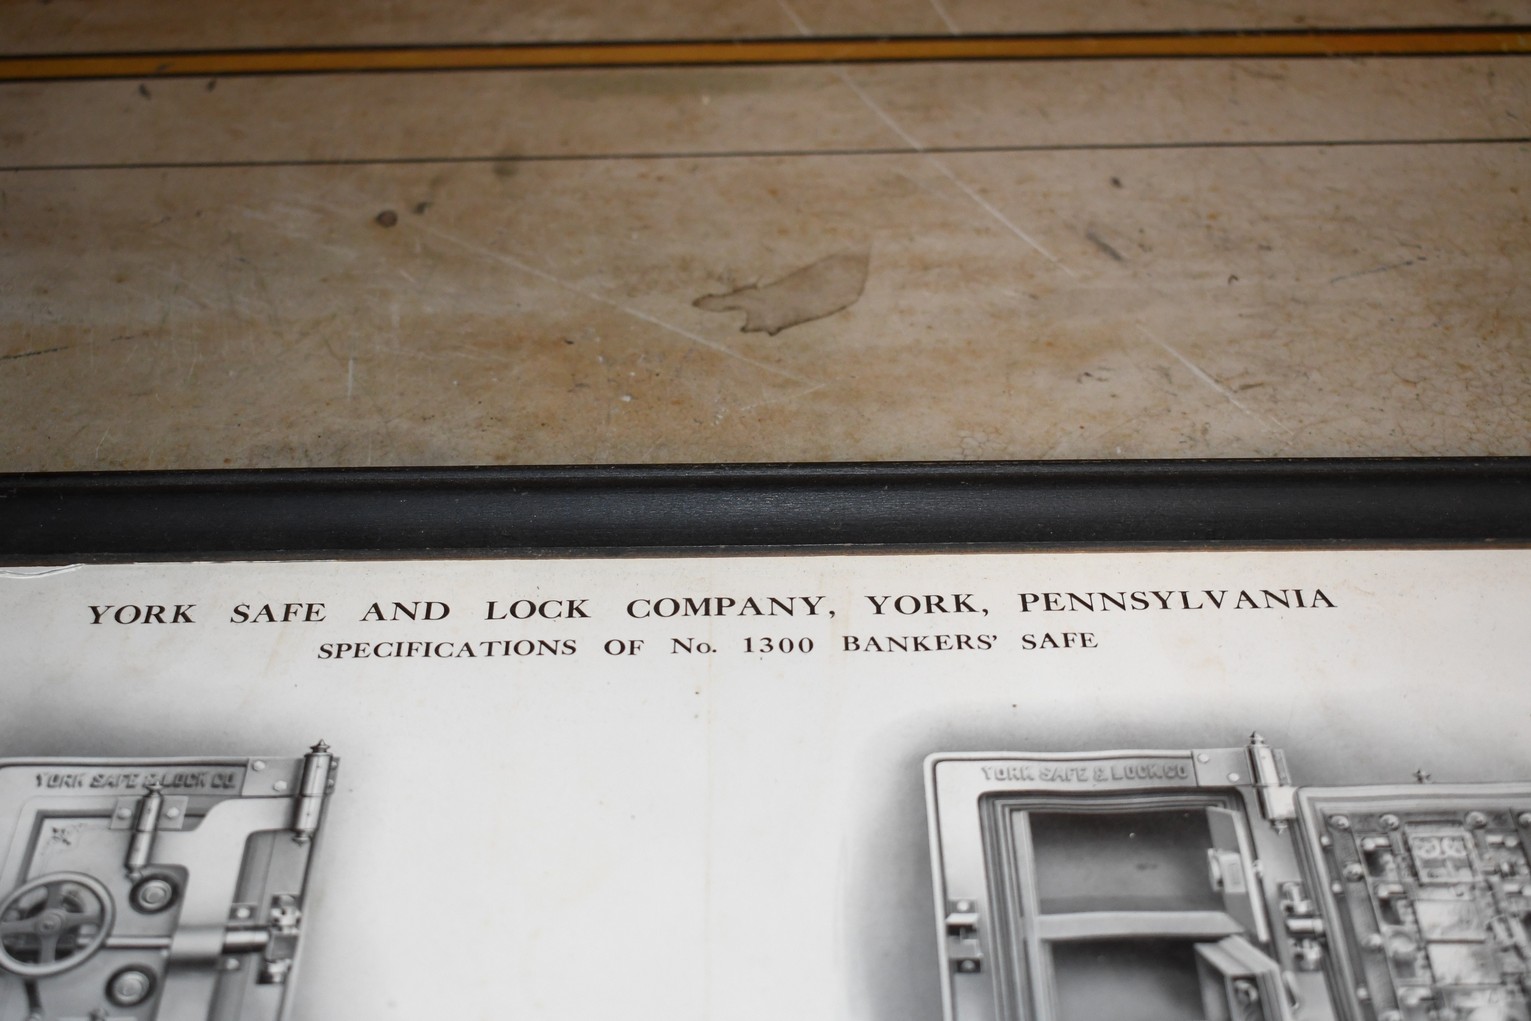 YORK SAFE AND LOCK COMPANY, YORK, PENNSYLVANIA
SPECIFICATIONS OF No. 1300 BANKERS' SAFE
YORK SAFE & LOCK CO.
YORK SAFE & LOCK CO